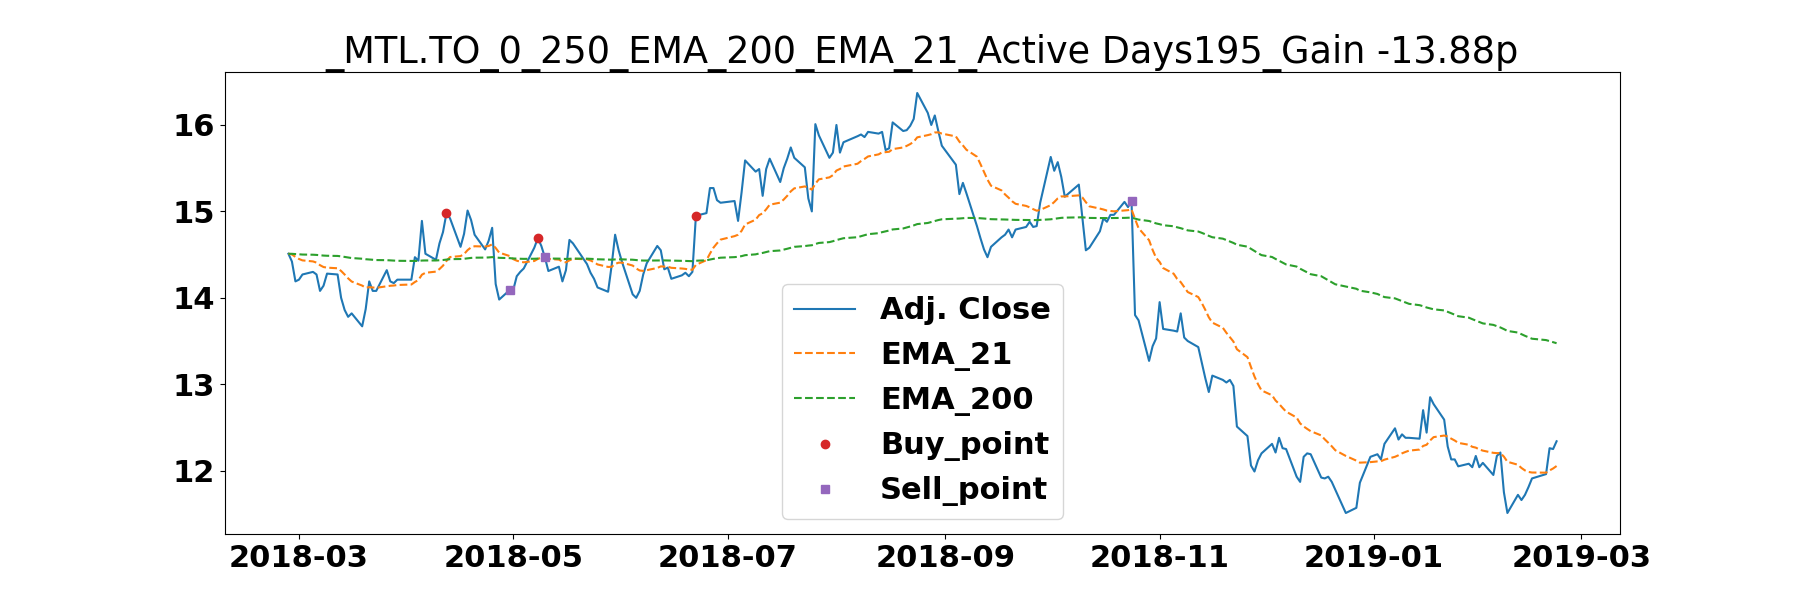 _MTL.TO_0_250_EMA_200_EMA_21_Active Days195_Gain -13.88p
16
15
14
13
12
Adj. Close
EMA_21
EMA_200
Buy_point
Sell_point
2018-03 2018-05 2018-07 2018-09 2018-11 2019-01 2019-03